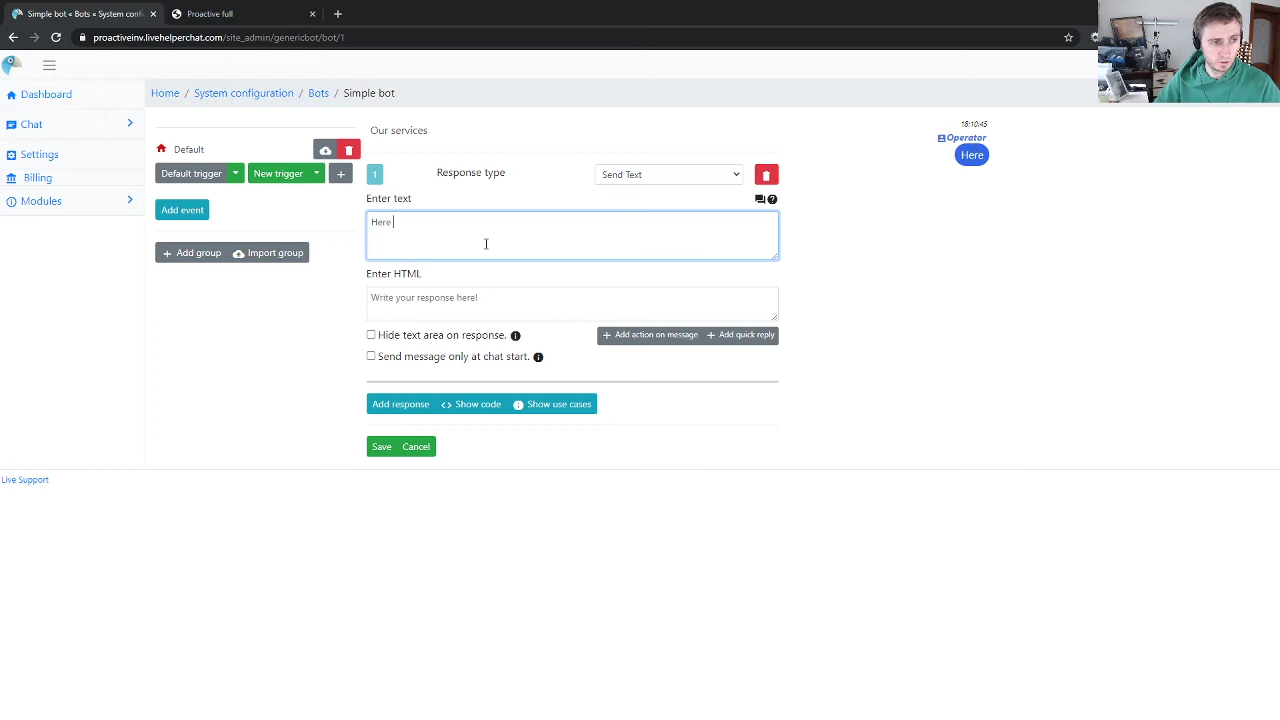 Simple bot « Bots « System confi
Proactive full
proactiveinv.livehelperchat.com/site_admin/genericbot/bot/1
Dashboard
Chat
Settings
Billing
Modules
Home / System configuration / Bots / Simple bot
Default
Default trigger
New trigger
Add event
Add group
Import group
Our services
1
Response type
Send Text
Enter text
Here
Enter HTML
Write your response here!
Hide text area on response.
Add action on message
Add quick reply
Send message only at chat start.
Add response
Show code
Show use cases
Save
Cancel
18:10:45
Operator
Here
Live Support